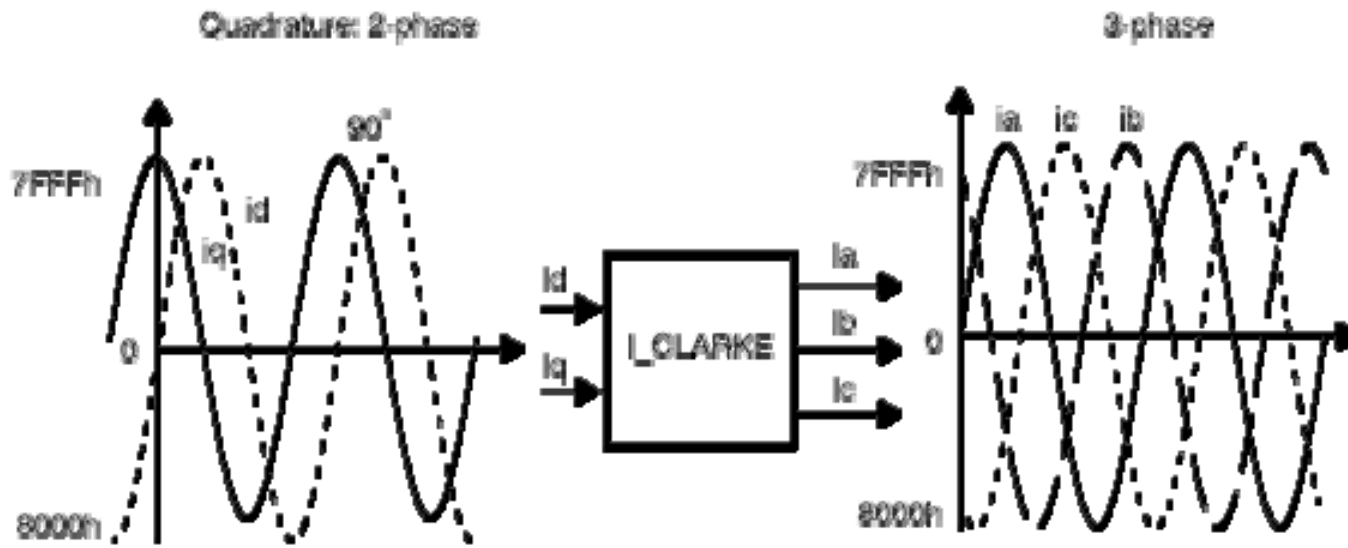 Quadrature: 2-phase
3-phase
90°
7FFFh
id
iq
0
8000h
Id
Iq
I_CLARKE
Ia
Ib
Ic
ia
ic
ib
7FFFh
0
8000h